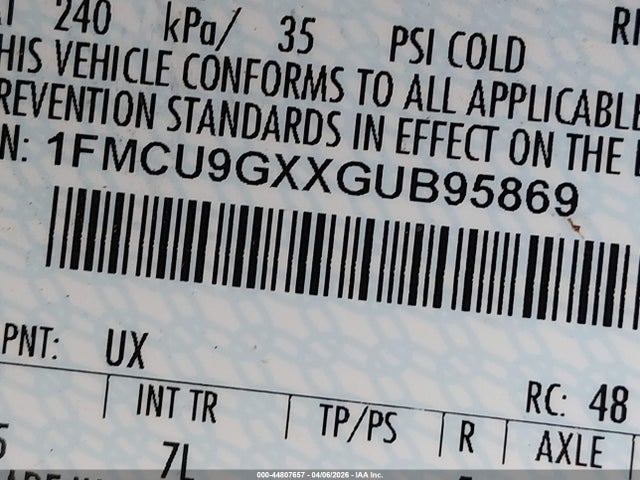 240 kPa/ 35 PSI COLD
HIS VEHICLE CONFORMS TO ALL APPLICABLE
REVENTION STANDARDS IN EFFECT ON THE
N: 1FMCU9GXXGUB95869
PNT: UX
RC: 48
INT TR TP/PS R AXLE
7L
000-44807657 - 04/06/2026 - IAA Inc.